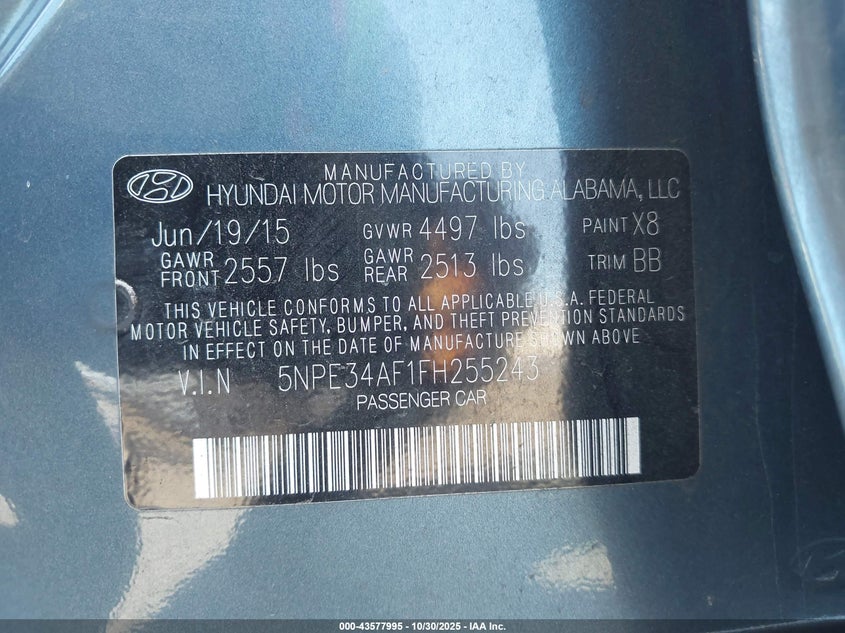 MANUFACTURED BY
HYUNDAI MOTOR MANUFACTURING ALABAMA, LLC
Jun/19/15 GVWR 4497 lbs PAINT X8
GAWR FRONT 2557 lbs GAWR REAR 2513 lbs TRIM BB
THIS VEHICLE CONFORMS TO ALL APPLICABLE U.S.A. FEDERAL
MOTOR VEHICLE SAFETY, BUMPER, AND THEFT PREVENTION STANDARDS
IN EFFECT ON THE DATE OF MANUFACTURE SHOWN ABOVE
V.I.N 5NPE34AF1FH255243
PASSENGER CAR
000-43577995 - 10/30/2025 - IAA Inc.